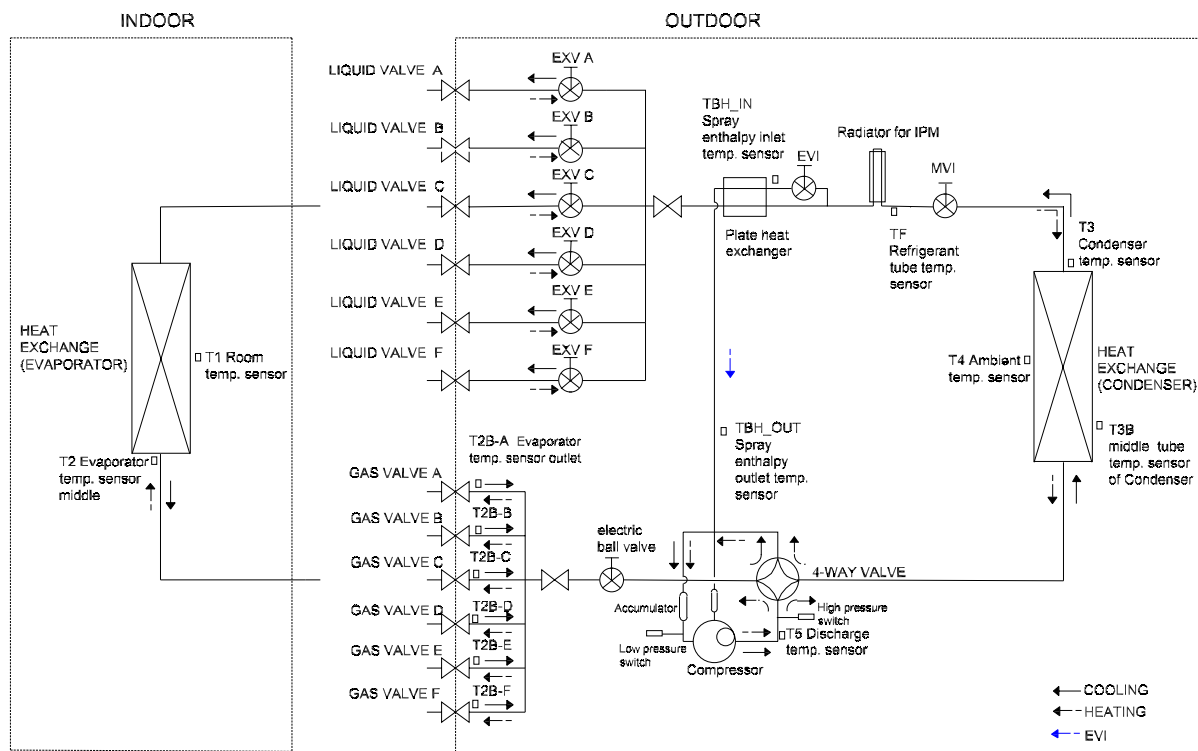 INDOOR
OUTDOOR
LIQUID VALVE A
EXV A
LIQUID VALVE B
EXV B
LIQUID VALVE C
EXV C
LIQUID VALVE D
EXV D
LIQUID VALVE E
EXV E
LIQUID VALVE F
EXV F
TBH_IN
Spray
enthalpy inlet
temp. sensor
EVI
Radiator for IPM
MVI
Plate heat
exchanger
TF
Refrigerant
tube temp.
sensor
T3
Condenser
temp. sensor
HEAT
EXCHANGE
(EVAPORATOR)
T1 Room
temp. sensor
T4 Ambient
temp. sensor
HEAT
EXCHANGE
(CONDENSER)
T3B
middle tube
temp. sensor
of Condenser
T2 Evaporator
temp. sensor
middle
TBH_OUT
Spray
enthalpy
outlet temp.
sensor
T2B-A Evaporator
temp. sensor outlet
GAS VALVE A
GAS VALVE B
T2B-B
GAS VALVE C
T2B-C
GAS VALVE D
T2B-D
GAS VALVE E
T2B-E
GAS VALVE F
T2B-F
electric
ball valve
4-WAY VALVE
Accumulator
High pressure
switch
Low pressure
switch
T5 Discharge
temp. sensor
Compressor
COOLING
HEATING
EVI